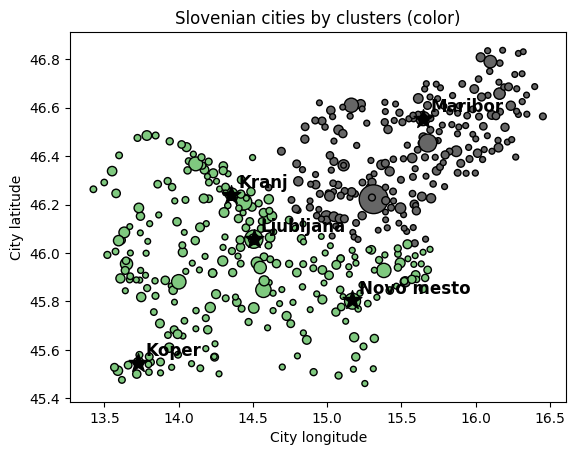 Slovenian cities by clusters (color)
City latitude
46.8
46.6
46.4
46.2
46.0
45.8
45.6
45.4
Maribor
Kranj
Ljubljana
Novo mesto
Koper
13.5 14.0 14.5 15.0 15.5 16.0 16.5
City longitude